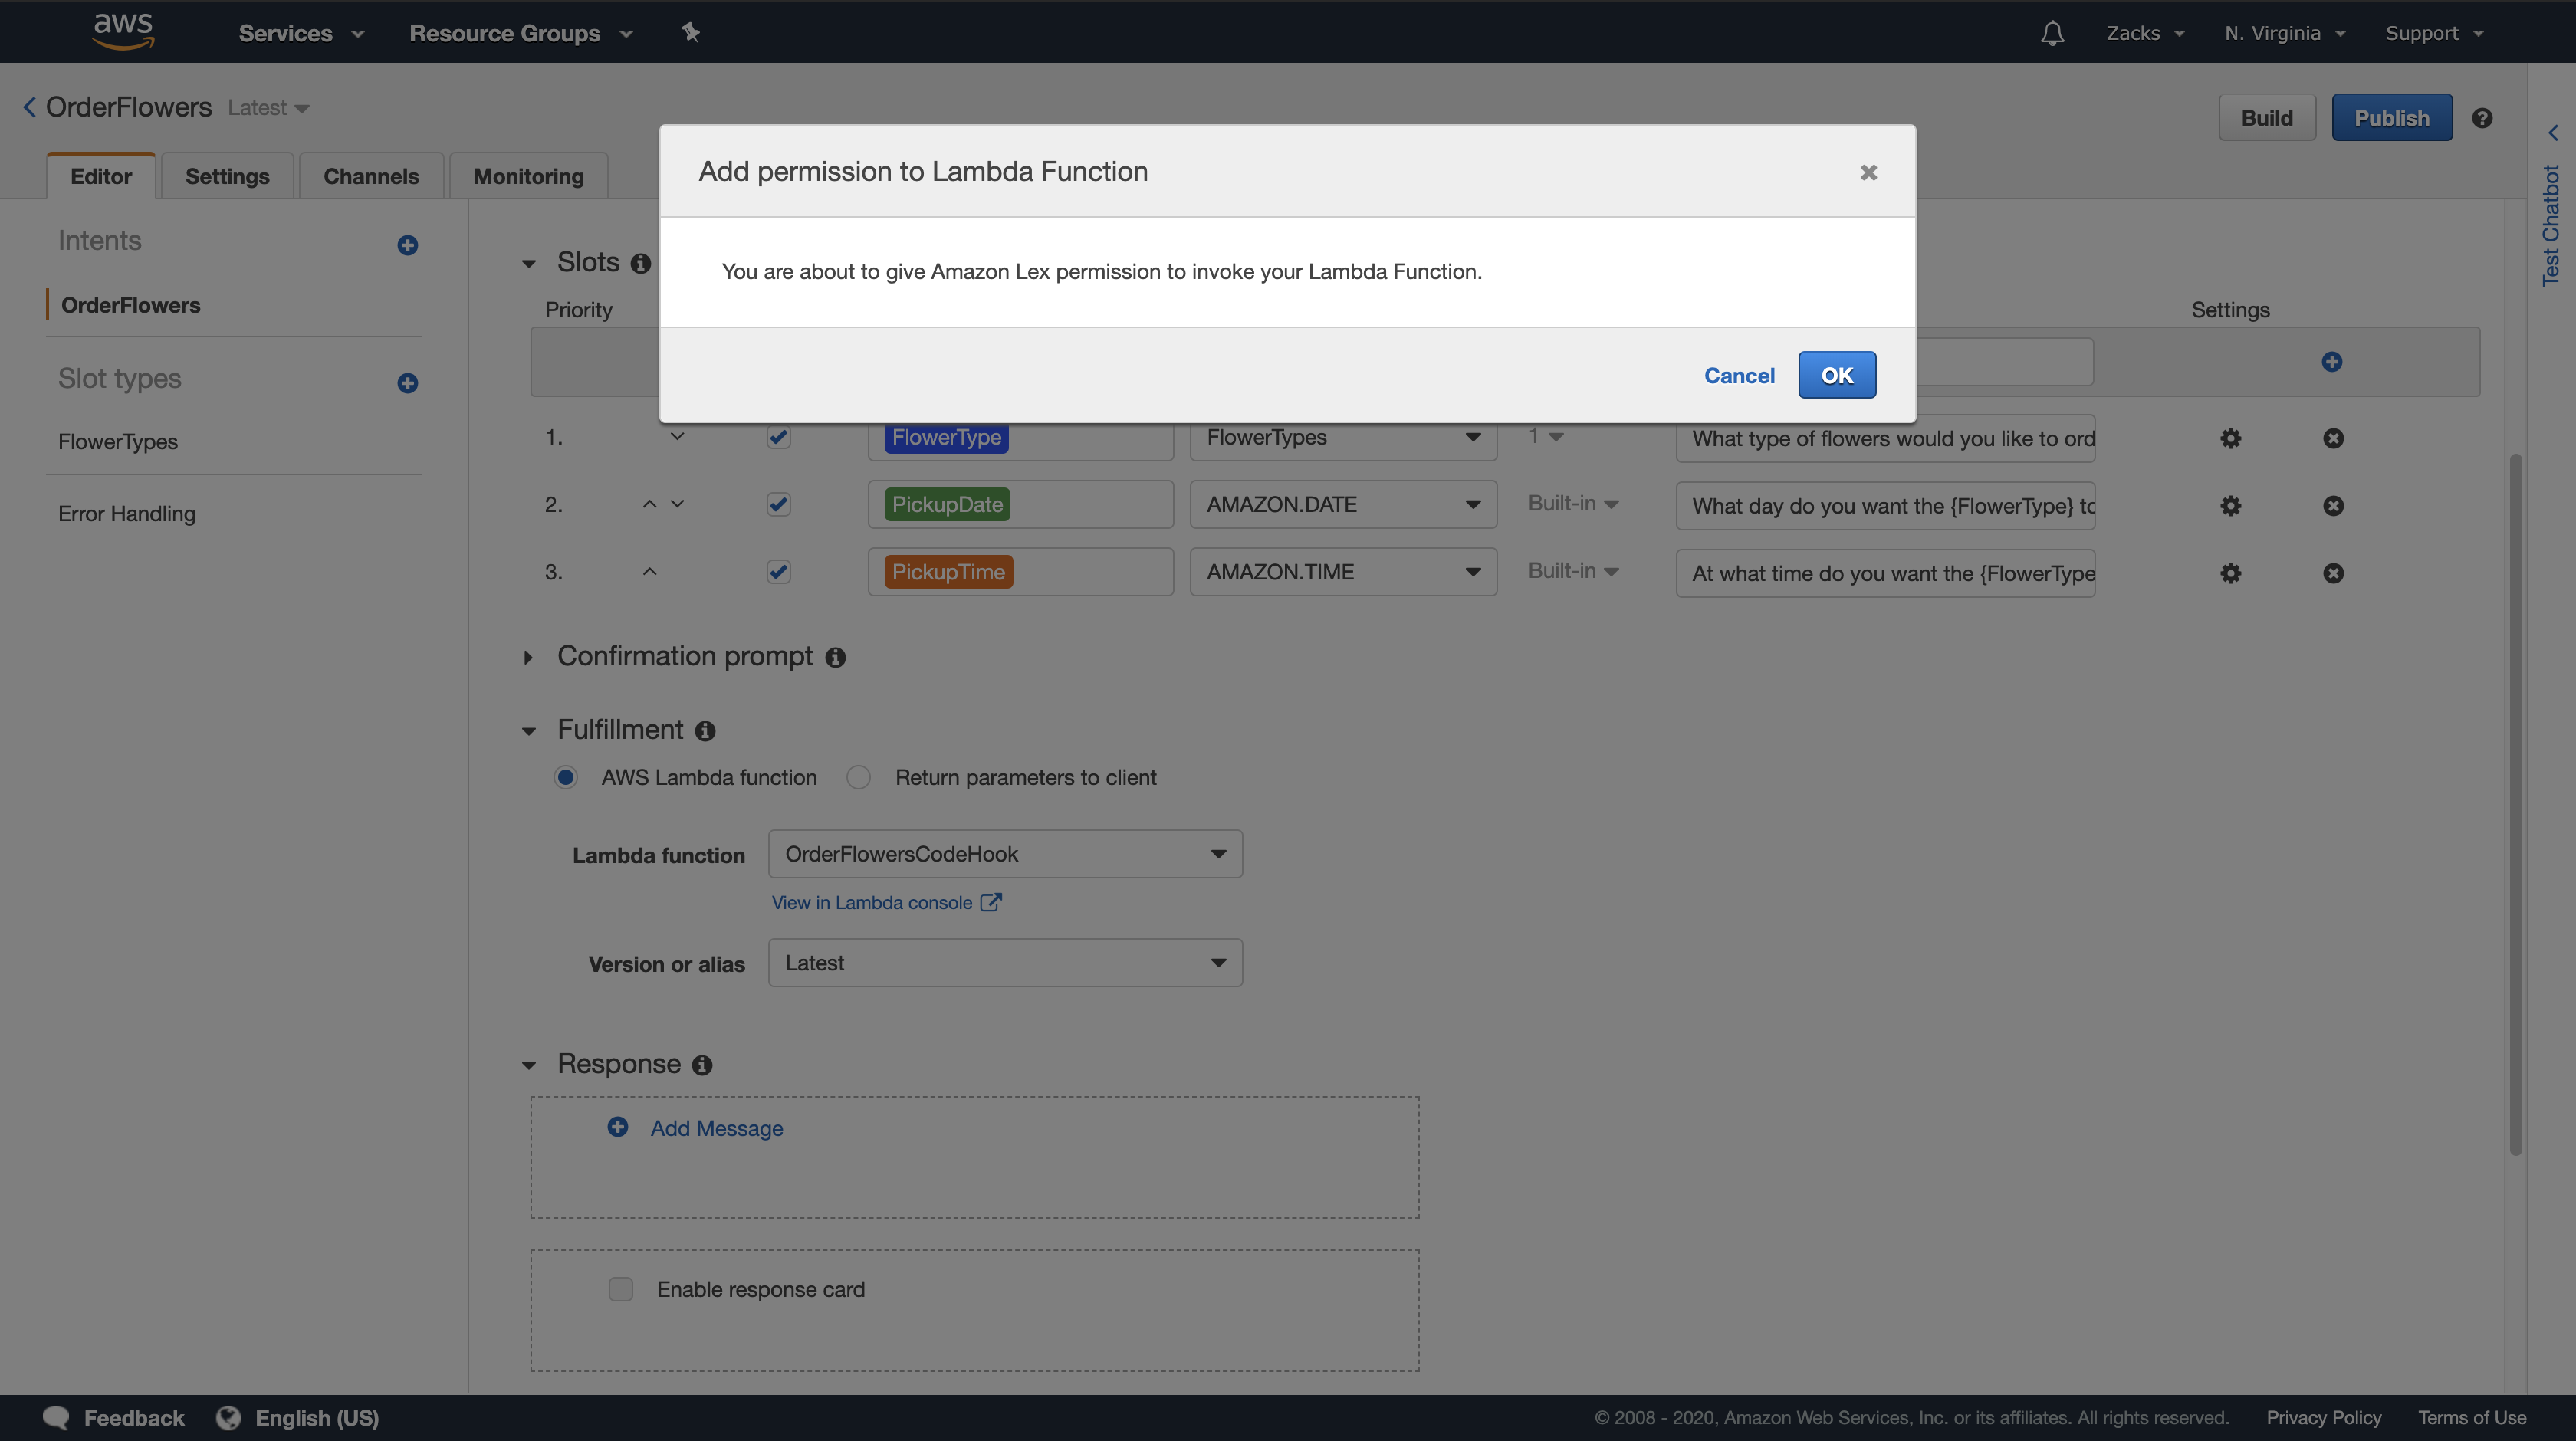 aws Services Resource Groups Zacks N. Virginia Support
OrderFlowers Latest
Build Publish ?
Editor Settings Channels Monitoring
Test Chatbot
Add permission to Lambda Function
You are about to give Amazon Lex permission to invoke your Lambda Function.
Cancel OK
Intents
OrderFlowers
Slot types
FlowerTypes
Error Handling
Slots
Priority Settings
1. FlowerType FlowerTypes 1 What type of flowers would you like to ord
2. PickupDate AMAZON.DATE Built-in What day do you want the {FlowerType} to
3. PickupTime AMAZON.TIME Built-in At what time do you want the {FlowerType
Confirmation prompt
Fulfillment
AWS Lambda function Return parameters to client
Lambda function OrderFlowersCodeHook
View in Lambda console
Version or alias Latest
Response
Add Message
Enable response card
Feedback English (US) © 2008 - 2020, Amazon Web Services, Inc. or its affiliates. All rights reserved. Privacy Policy Terms of Use